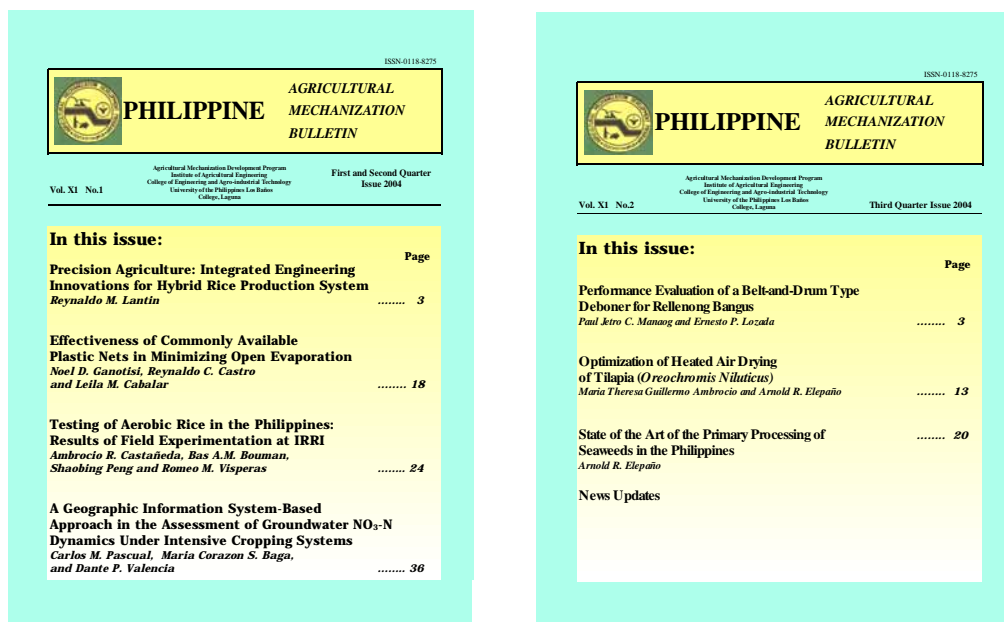 ISSN-0118-8275
PHILIPPINE
AGRICULTURAL
MECHANIZATION
BULLETIN
Vol. X1 No.1
Agricultural Mechanization Development Program
Institute of Agricultural Engineering
College of Engineering and Agro-industrial Technology
University of the Philippines Los Baños
College, Laguna
First and Second Quarter
Issue 2004
In this issue:
Page
Precision Agriculture: Integrated Engineering
Innovations for Hybrid Rice Production System
Reynaldo M. Lantin ........ 3
Effectiveness of Commonly Available
Plastic Nets in Minimizing Open Evaporation
Noel D. Ganotisi, Reynaldo C. Castro
and Leila M. Cabalar ........ 18
Testing of Aerobic Rice in the Philippines:
Results of Field Experimentation at IRRI
Ambrocio R. Castañeda, Bas A.M. Bouman,
Shaobing Peng and Romeo M. Visperas ........ 24
A Geographic Information System-Based
Approach in the Assessment of Groundwater NO₃-N
Dynamics Under Intensive Cropping Systems
Carlos M. Pascual, Maria Corazon S. Baga,
and Dante P. Valencia ........ 36
ISSN-0118-8275
PHILIPPINE
AGRICULTURAL
MECHANIZATION
BULLETIN
Vol. X1 No.2
Agricultural Mechanization Development Program
Institute of Agricultural Engineering
College of Engineering and Agro-industrial Technology
University of the Philippines Los Baños
College, Laguna
Third Quarter Issue 2004
In this issue:
Page
Performance Evaluation of a Belt-and-Drum Type
Deboner for Rellenong Bangus
Paul Jetro C. Manaog and Ernesto P. Lozada ........ 3
Optimization of Heated Air Drying
of Tilapia (Oreochromis Niluticus)
Maria Theresa Guillermo Ambrocio and Arnold R. Elepaño ........ 13
State of the Art of the Primary Processing of ........ 20
Seaweeds in the Philippines
Arnold R. Elepaño
News Updates